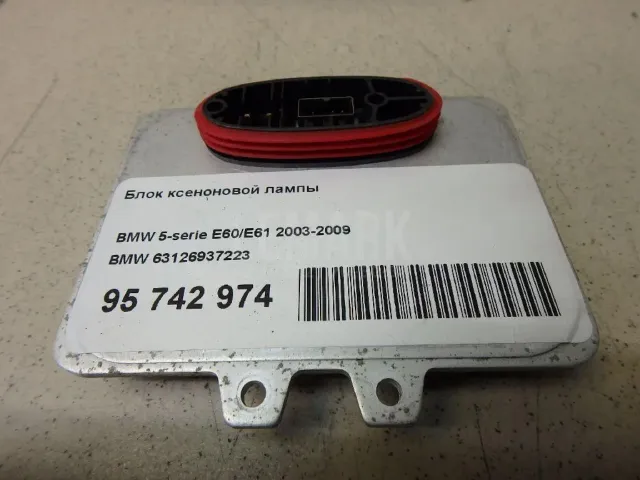 Блок ксеноновой лампы
BMW 5-serie E60/E61 2003-2009
BMW 63126937223
95 742 974